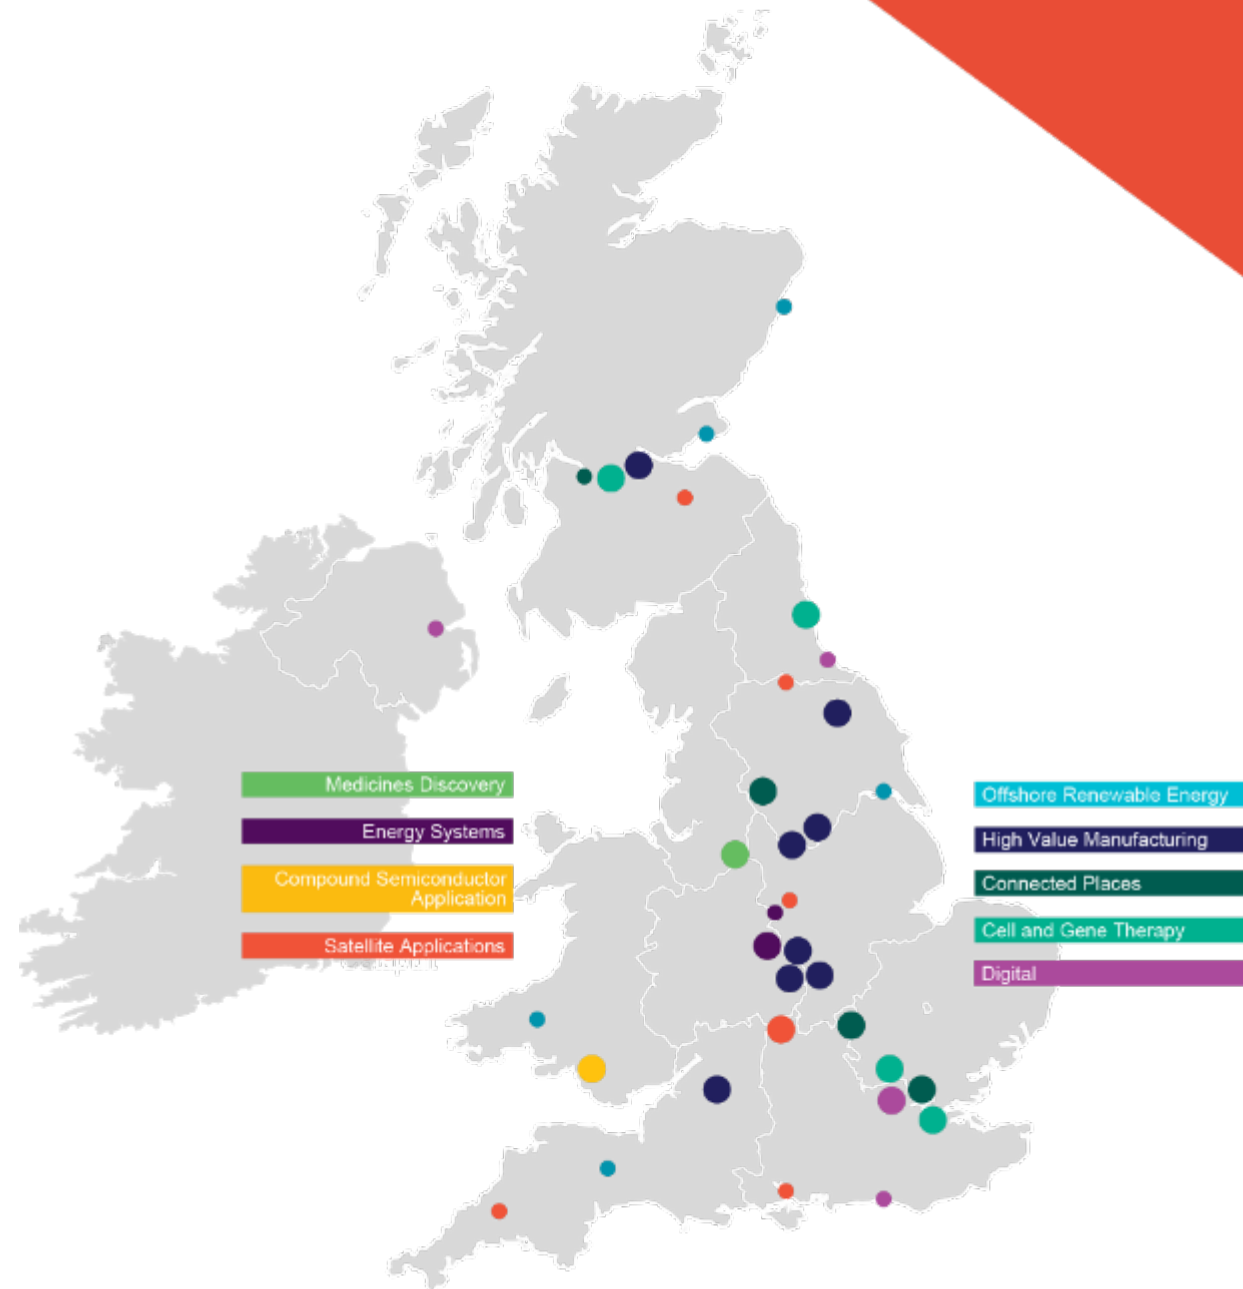 Medicines Discovery
Energy Systems
Compound Semiconductor
Application
Satellite Applications
Offshore Renewable Energy
High Value Manufacturing
Connected Places
Cell and Gene Therapy
Digital